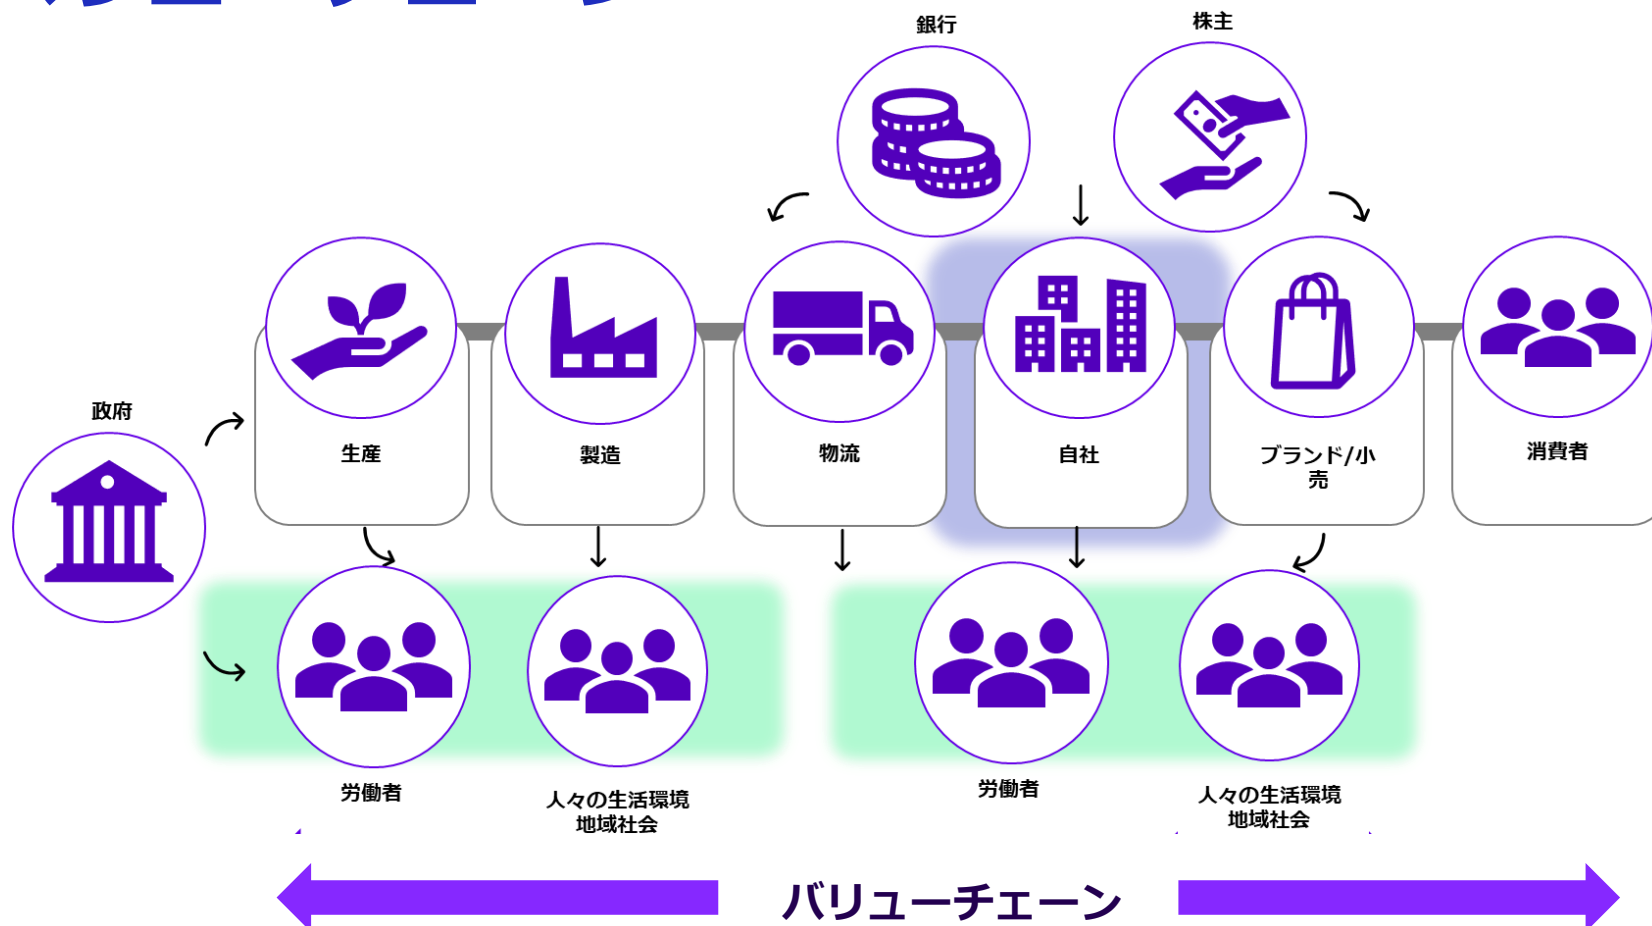 銀行
株主
政府
生産
製造
物流
自社
ブランド/小
売
消費者
労働者
人々の生活環境
地域社会
労働者
人々の生活環境
地域社会
バリューチェーン